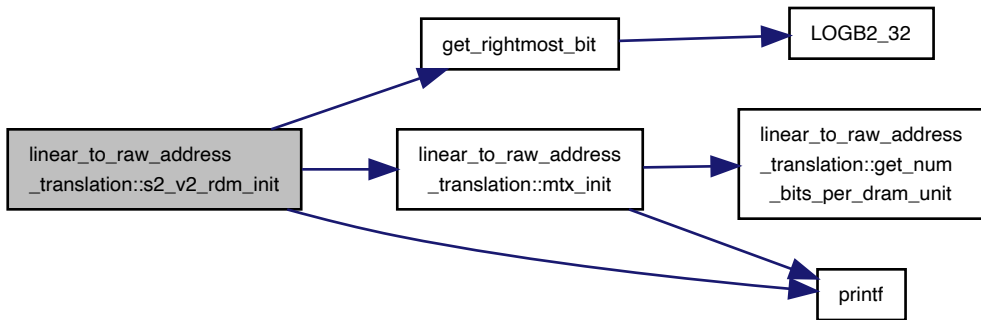 linear_to_raw_address
_translation::s2_v2_rdm_init
get_rightmost_bit
LOGB2_32
linear_to_raw_address
_translation::mtx_init
linear_to_raw_address
_translation::get_num
_bits_per_dram_unit
printf